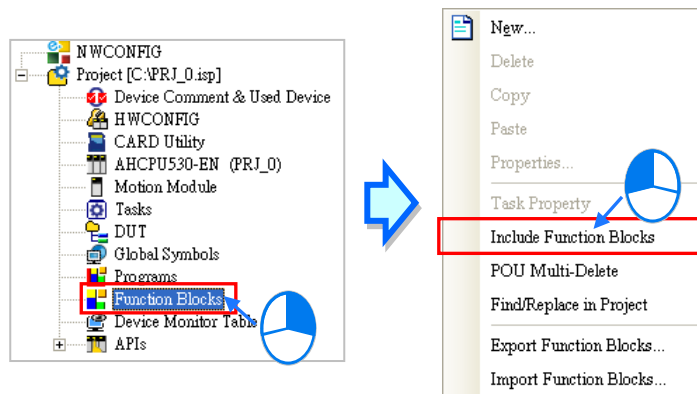 NWCONFIG
Project [C:\PRJ_0.isp]
Device Comment & Used Device
HWCONFIG
CARD Utility
AHCPU530-EN (PRJ_0)
Motion Module
Tasks
DUT
Global Symbols
Programs
Function Blocks
Device Monitor Table
APIs
New...
Delete
Copy
Paste
Properties...
Task Property
Include Function Blocks
POU Multi-Delete
Find/Replace in Project
Export Function Blocks...
Import Function Blocks...